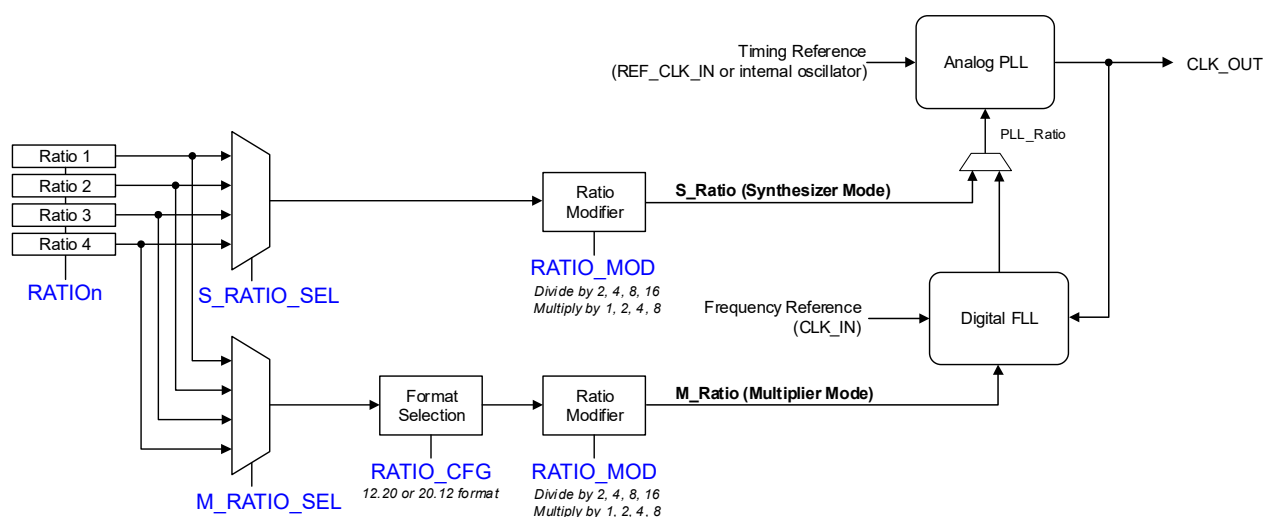 Timing Reference
(REF_CLK_IN or internal oscillator)
Analog PLL
CLK_OUT
PLL_Ratio
Ratio 1
Ratio 2
Ratio 3
Ratio 4
RATIOn
S_RATIO_SEL
Ratio
Modifier
S_Ratio (Synthesizer Mode)
RATIO_MOD
Divide by 2, 4, 8, 16
Multiply by 1, 2, 4, 8
Frequency Reference
(CLK_IN)
Digital FLL
Format
Selection
Ratio
Modifier
M_Ratio (Multiplier Mode)
M_RATIO_SEL
RATIO_CFG
12.20 or 20.12 format
RATIO_MOD
Divide by 2, 4, 8, 16
Multiply by 1, 2, 4, 8